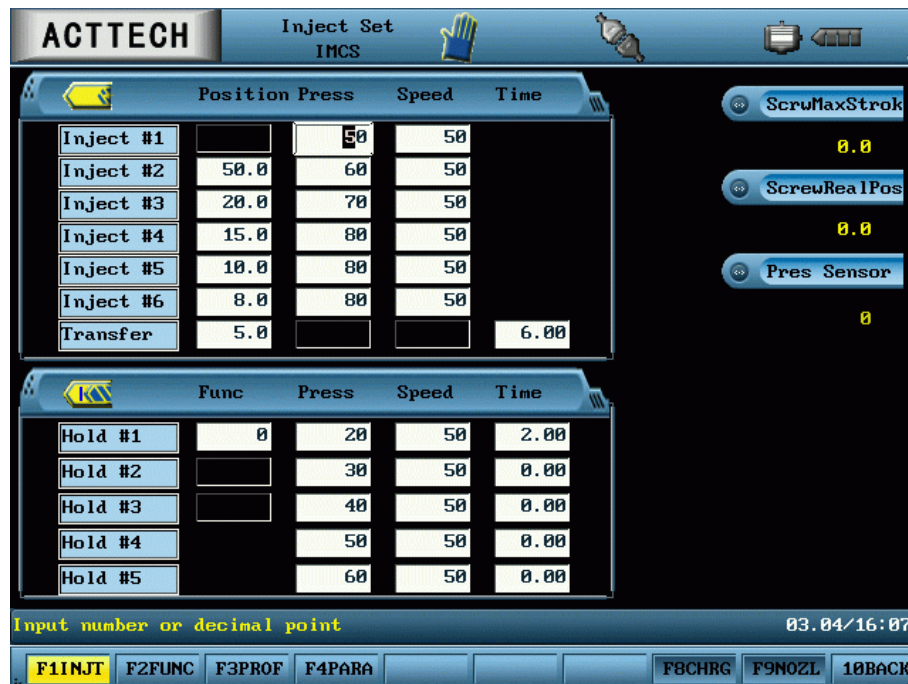 ACTTECH
Inject Set
IMCS
Position Press Speed Time
Inject #1 50 50
Inject #2 50.0 60 50
Inject #3 20.0 70 50
Inject #4 15.0 80 50
Inject #5 10.0 80 50
Inject #6 8.0 80 50
Transfer 5.0 6.00
ScrwMaxStrok
0.0
ScrewRealPos
0.0
Pres Sensor
0
Func Press Speed Time
Hold #1 0 20 50 2.00
Hold #2 30 50 0.00
Hold #3 40 50 0.00
Hold #4 50 50 0.00
Hold #5 60 50 0.00
Input number or decimal point 03.04/16:07
F1INJT F2FUNC F3PROF F4PARA F8CHRG F9NOZL 10BACK